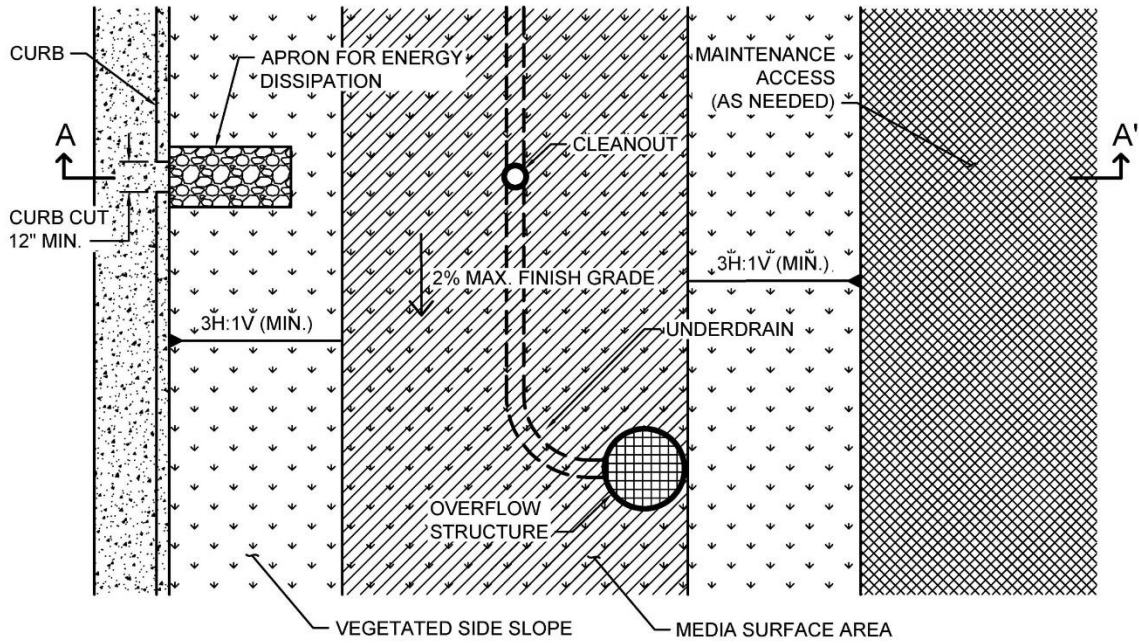 CURB
APRON FOR ENERGY
DISSIPATION
MAINTENANCE
ACCESS
(AS NEEDED)
A
A'
CLEANOUT
CURB CUT
12" MIN.
2% MAX. FINISH GRADE
3H:1V (MIN.)
3H:1V (MIN.)
UNDERDRAIN
OVERFLOW
STRUCTURE
VEGETATED SIDE SLOPE
MEDIA SURFACE AREA